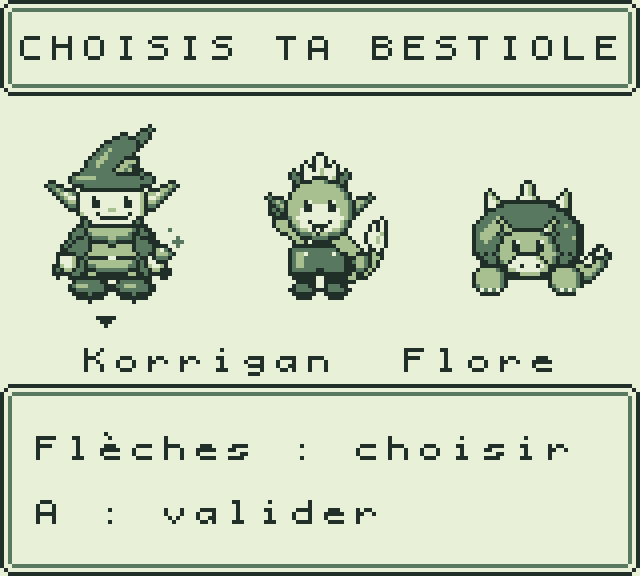 CHOISIS TA BESTIOLE
Korrigan Flore
Flèches : choisir
A : valider